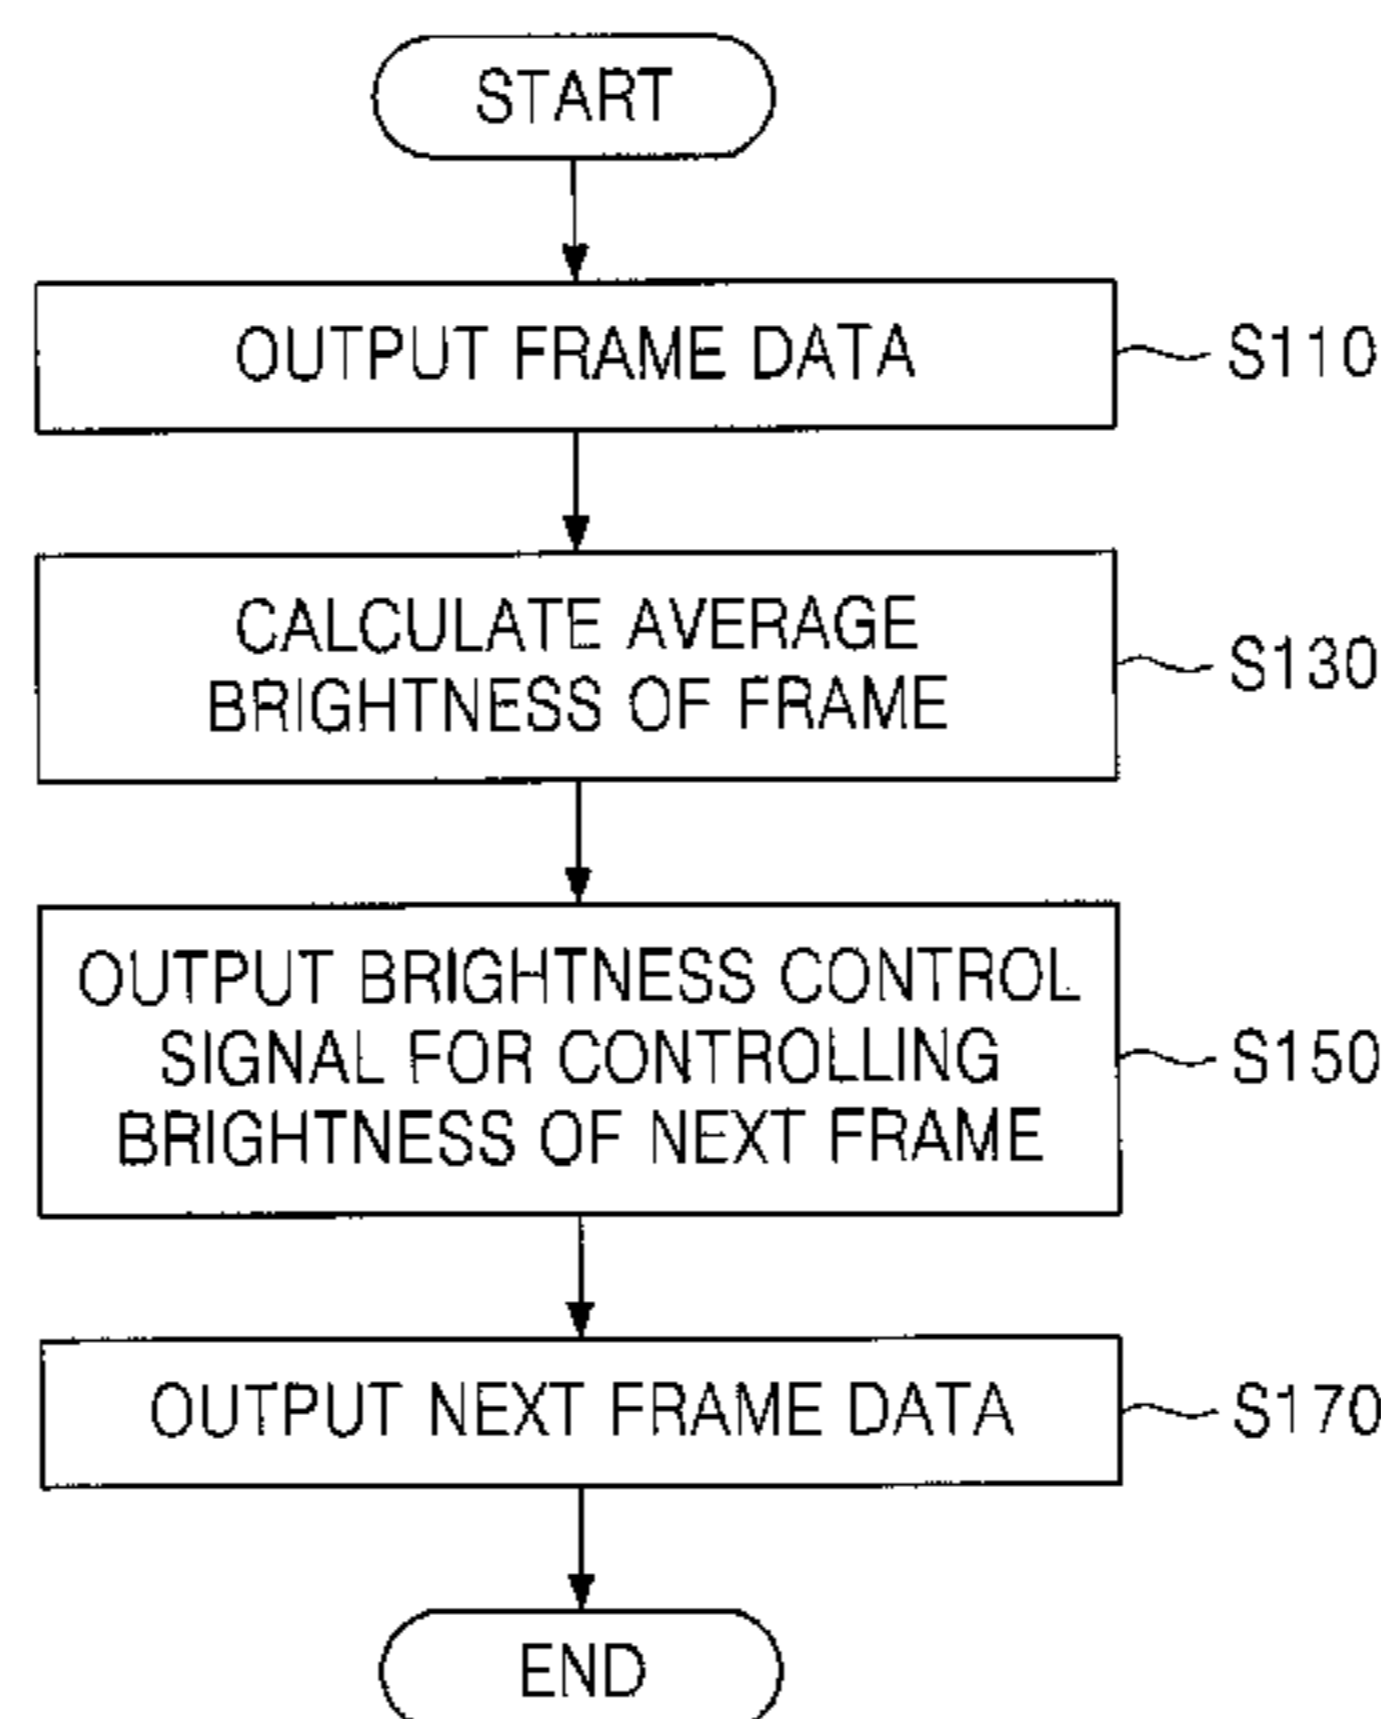 START
OUTPUT FRAME DATA
S110
CALCULATE AVERAGE
BRIGHTNESS OF FRAME
S130
OUTPUT BRIGHTNESS CONTROL
SIGNAL FOR CONTROLLING
BRIGHTNESS OF NEXT FRAME
S150
OUTPUT NEXT FRAME DATA
S170
END